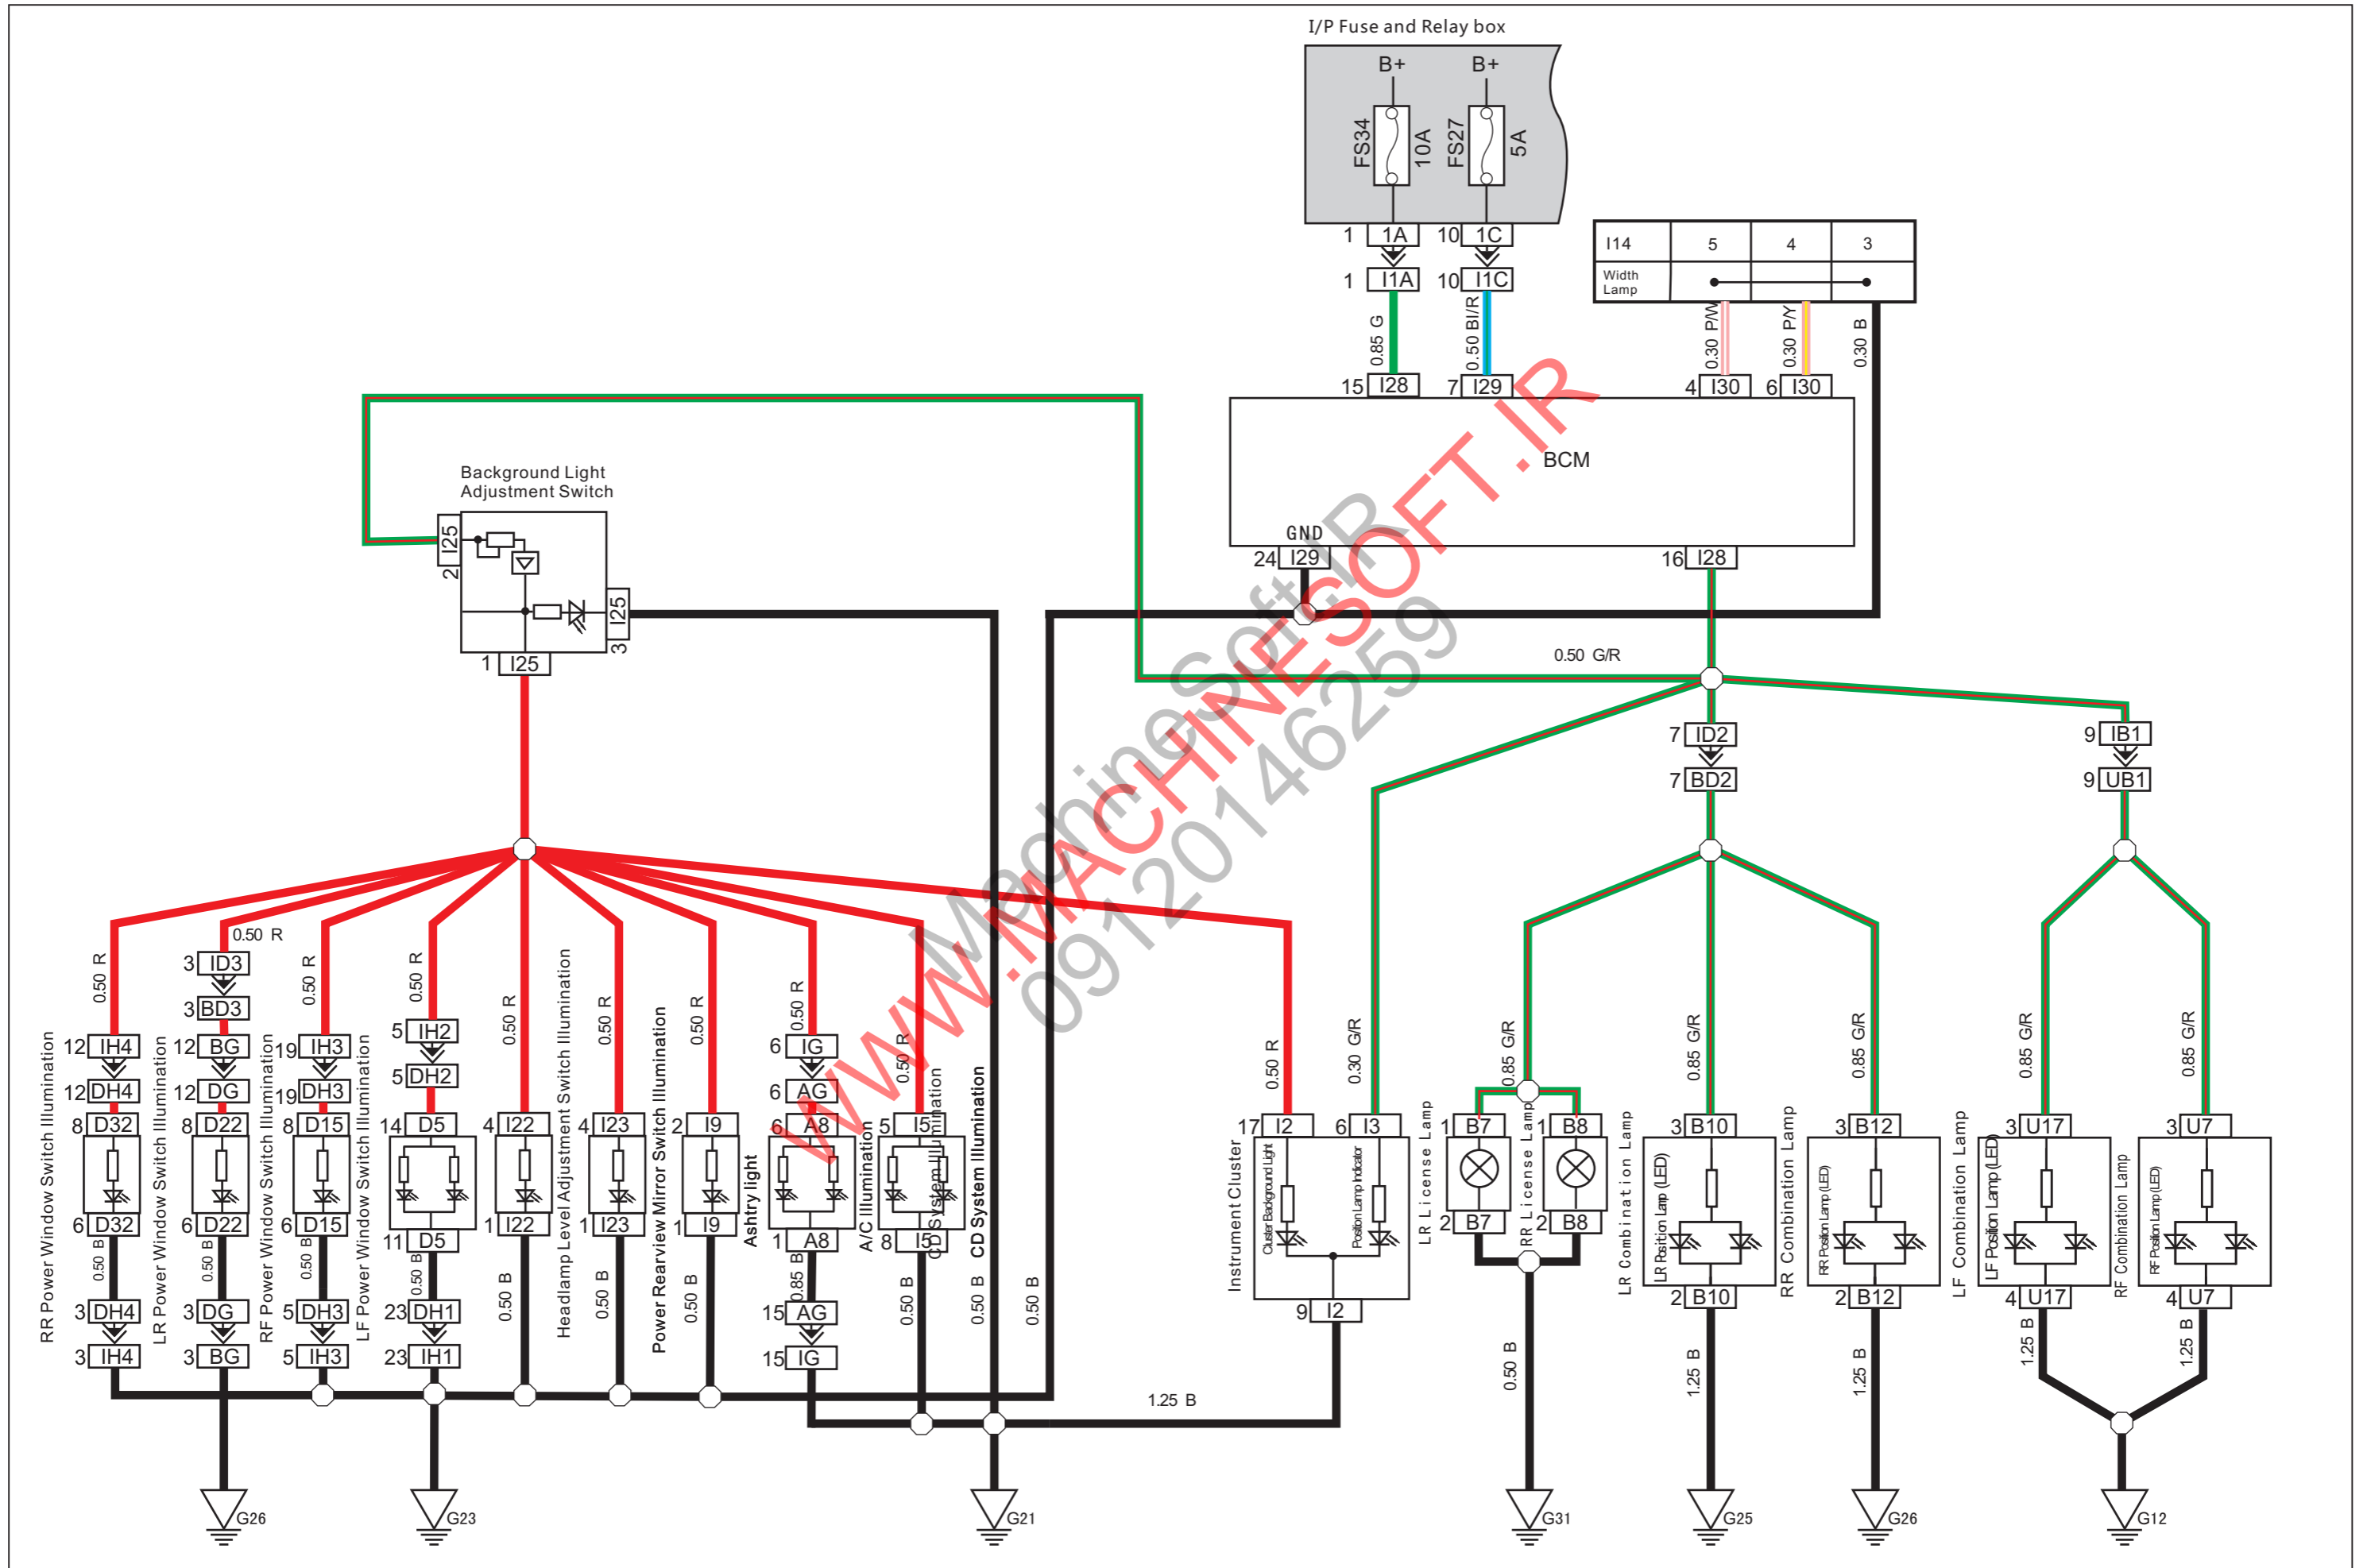 I/P Fuse and Relay box
B+ B+
FS34 10A FS27 5A
1 1A 10 1C
1 I1A 10 I1C
I14 5 4 3
Width
Lamp
0.85 G 0.50 Bl/R 0.30 P/W 0.30 P/Y 0.30 B
15 I28 7 I29 4 I30 6 I30
BCM
GND
24 I29 16 I28
Background Light
Adjustment Switch
2 I25
3 I25
1 I25
0.50 G/R
7 ID2 9 IB1
7 BD2 9 UB1
MachineSoft.IR
WWW.MACHINESOFT.IR
09120146259
0.50 R 0.50 R 0.50 R 0.50 R 0.50 R 0.50 R 0.50 R 0.50 R 0.50 R 0.50 R 0.30 G/R 0.85 G/R 0.85 G/R 0.85 G/R 0.85 G/R 0.85 G/R
3 ID3
3 BD3
5 IH2
5 DH2
12 IH4 12 BG 19 IH3 6 IG
12 DH4 12 DG 19 DH3 6 AG
8 D32 8 D22 8 D15 14 D5 4 I22 4 I23 2 I9 6 A8 5 I5 17 I2 6 I3 1 B7 1 B8 3 B10 3 B12 3 U17 3 U7
RR Power Window Switch Illumination
LR Power Window Switch Illumination
RF Power Window Switch Illumination
LF Power Window Switch Illumination
Headlamp Level Adjustment Switch Illumination
Power Rearview Mirror Switch Illumination
Ashtry light
A/C Illumination
CD System Illumination
CD System Illumination
Instrument Cluster
Cluster Background Light
Position Lamp Indicator
LR License Lamp
RR License Lamp
LR Combination Lamp
LR Position Lamp (LED)
RR Combination Lamp
RR Position Lamp (LED)
LF Combination Lamp
LF Position Lamp (LED)
RF Combination Lamp
RF Position Lamp (LED)
6 D32 6 D22 6 D15 11 D5 1 I22 1 I23 1 I9 1 A8 8 I5 9 I2 2 B7 2 B8 2 B10 2 B12 4 U17 4 U7
0.50 B 0.50 B 0.50 B 0.50 B 0.50 B 0.50 B 0.50 B 0.85 B 0.50 B 0.50 B 0.50 B 0.50 B 1.25 B 1.25 B 1.25 B 1.25 B
3 DH4 3 DG 5 DH3 23 DH1 15 AG
3 IH4 3 BG 5 IH3 23 IH1 15 IG
1.25 B
G26 G23 G21 G31 G25 G26 G12